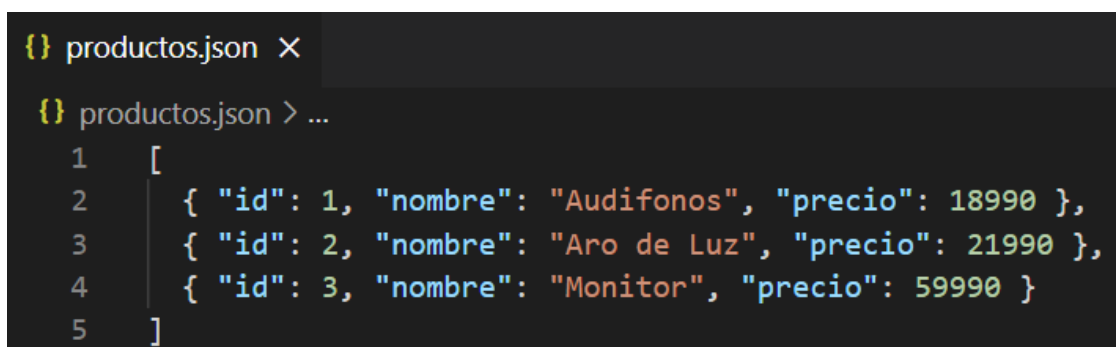 {} productos.json ×
{} productos.json > ...
1 [
2 { "id": 1, "nombre": "Audifonos", "precio": 18990 },
3 { "id": 2, "nombre": "Aro de Luz", "precio": 21990 },
4 { "id": 3, "nombre": "Monitor", "precio": 59990 }
5 ]